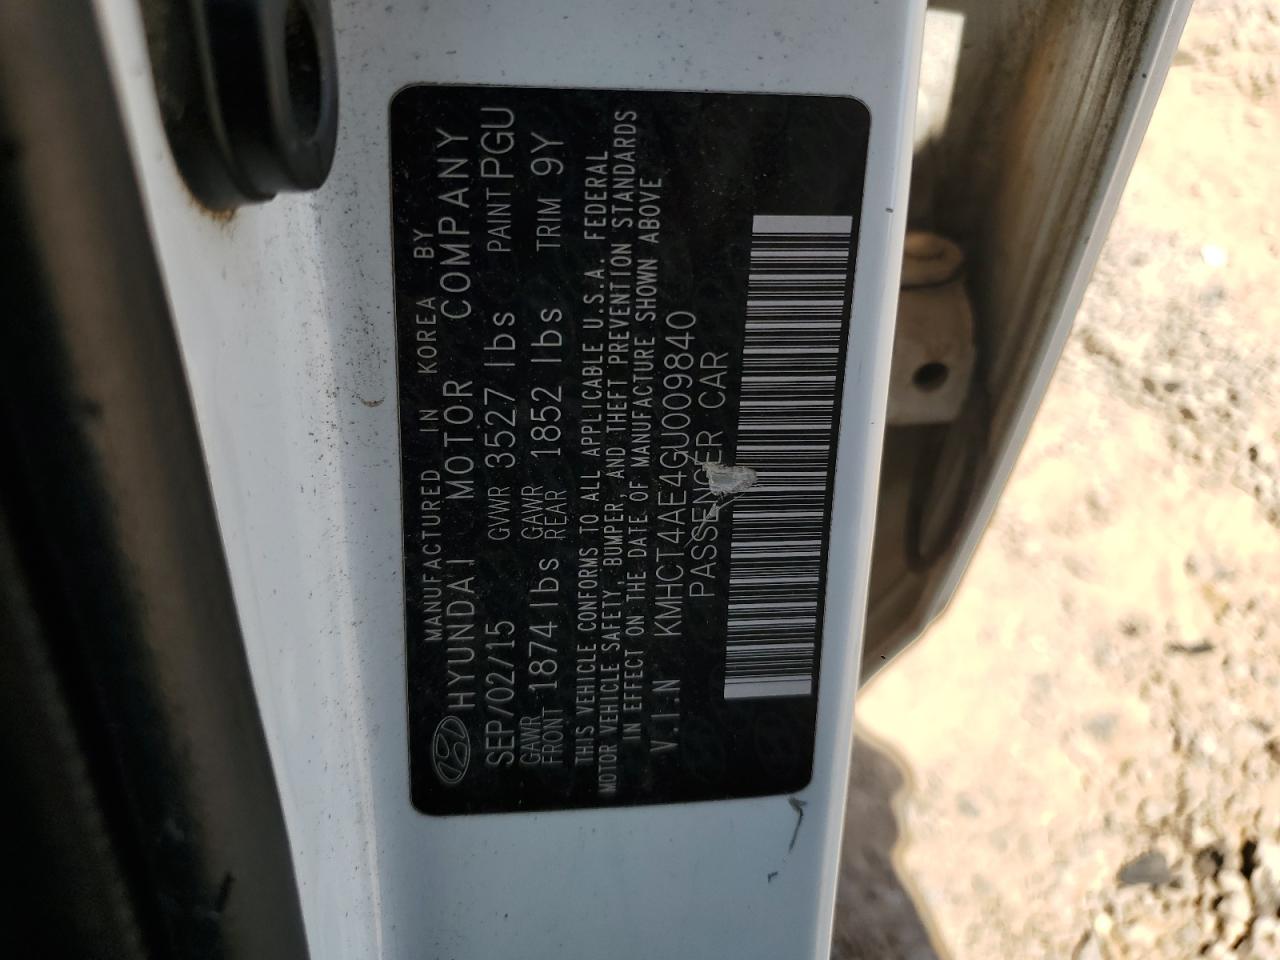 MANUFACTURED IN KOREA BY
HYUNDAI MOTOR COMPANY
SEP/02/15 GVWR 3527 lbs PAINT PGU
GAWR FRONT 1874 lbs GAWR REAR 1852 lbs TRIM 9Y
THIS VEHICLE CONFORMS TO ALL APPLICABLE U.S.A. FEDERAL
MOTOR VEHICLE SAFETY, BUMPER, AND THEFT PREVENTION STANDARDS
IN EFFECT ON THE DATE OF MANUFACTURE SHOWN ABOVE
V.I.N KMHCT4AE4GU009840
PASSENGER CAR